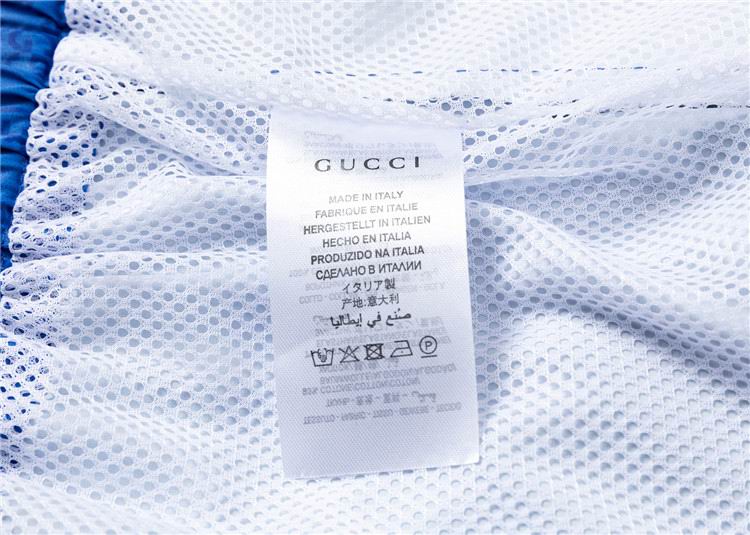 GUCCI
MADE IN ITALY
FABRIQUE EN ITALIE
HERGESTELLT IN ITALIEN
HECHO EN ITALIA
PRODUZIDO NA ITALIA
СДЕЛАНО В ИТАЛИИ
イタリア製
产地:意大利
صنع في إيطاليا